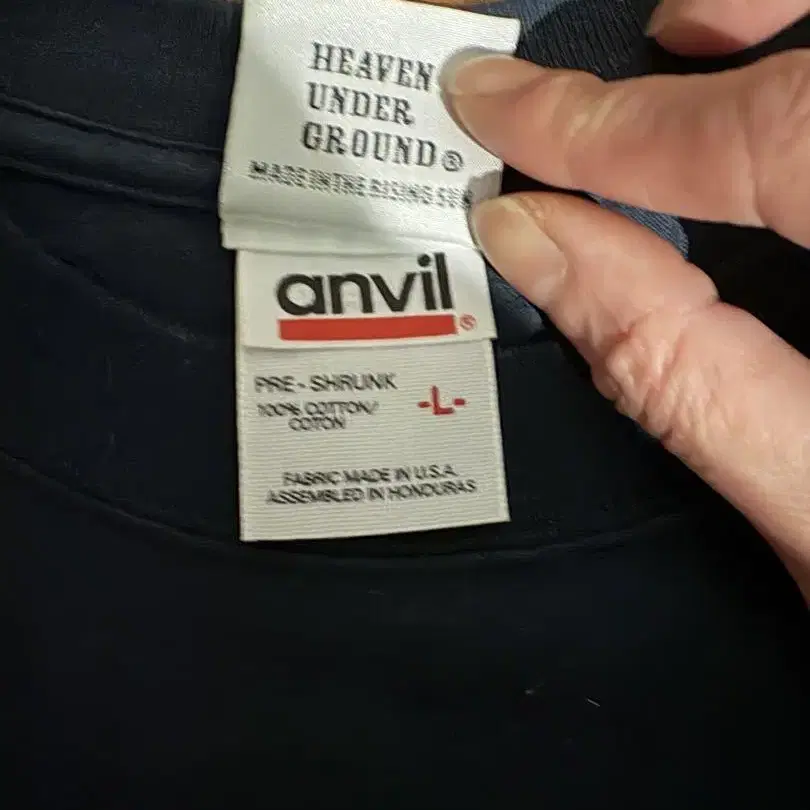 HEAVEN
UNDER
GROUND®
MADE IN THE RISING SUN
anvil®
PRE-SHRUNK
-L-
100% COTTON/
COTON
FABRIC MADE IN U.S.A.
ASSEMBLED IN HONDURAS